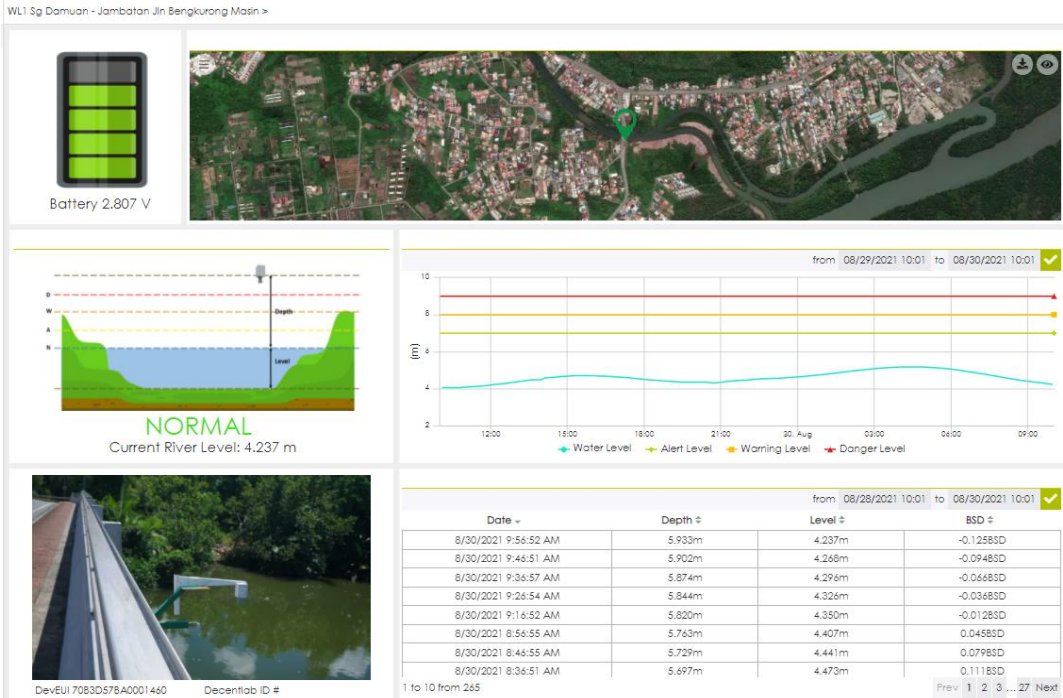 WL1 Sg Damuan - Jambatan Jln Bengkurong Masin >
Battery 2.807 V
D
W
A
N
Depth
Level
NORMAL
Current River Level: 4.237 m
from 08/29/2021 10:01 to 08/30/2021 10:01
10
8
6
4
2
(m)
12:00 15:00 18:00 21:00 30. Aug 03:00 06:00 09:00
Water Level Alert Level Warning Level Danger Level
DevEUI 70B3D57BA0001460 Decentlab ID #
from 08/28/2021 10:01 to 08/30/2021 10:01
Date Depth Level BSD
8/30/2021 9:56:52 AM 5.933m 4.237m -0.125BSD
8/30/2021 9:46:51 AM 5.902m 4.268m -0.094BSD
8/30/2021 9:36:57 AM 5.874m 4.296m -0.066BSD
8/30/2021 9:26:54 AM 5.844m 4.326m -0.036BSD
8/30/2021 9:16:52 AM 5.820m 4.350m -0.012BSD
8/30/2021 8:56:55 AM 5.763m 4.407m 0.045BSD
8/30/2021 8:46:55 AM 5.729m 4.441m 0.079BSD
8/30/2021 8:36:51 AM 5.697m 4.473m 0.111BSD
1 to 10 from 265
Prev 1 2 3 ... 27 Next